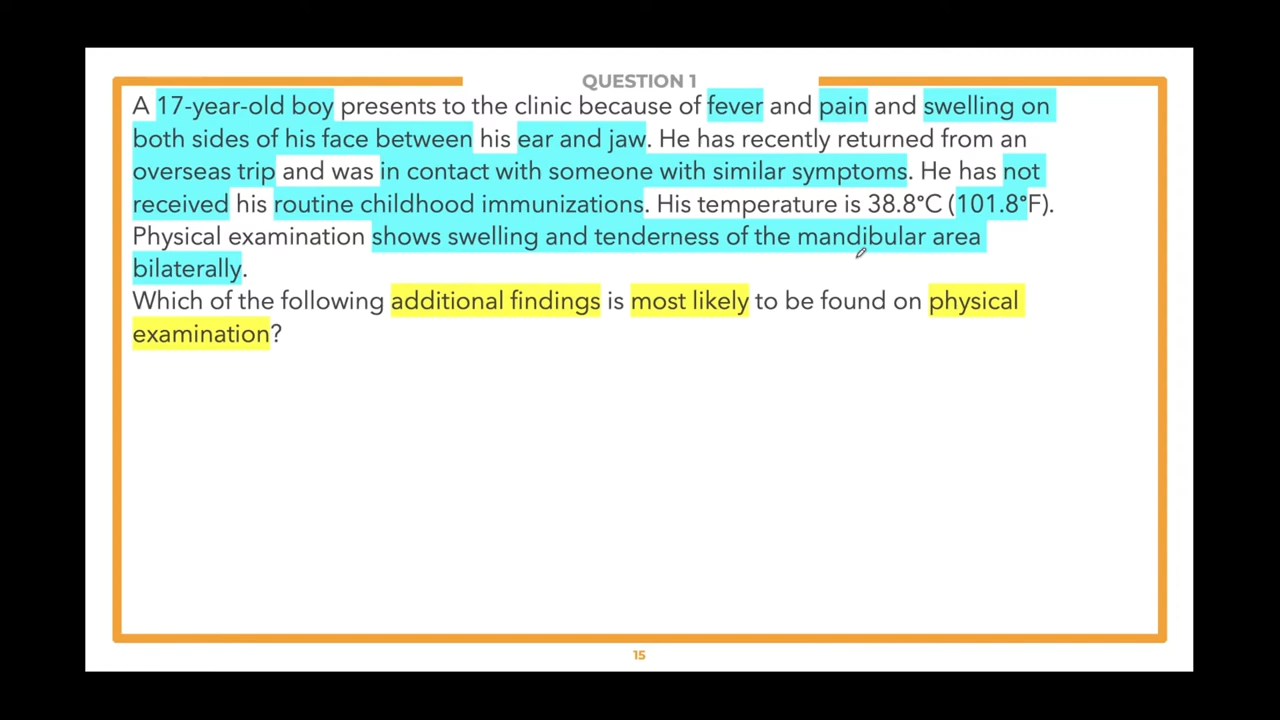 QUESTION 1
A 17-year-old boy presents to the clinic because of fever and pain and swelling on
both sides of his face between his ear and jaw. He has recently returned from an
overseas trip and was in contact with someone with similar symptoms. He has not
received his routine childhood immunizations. His temperature is 38.8°C (101.8°F).
Physical examination shows swelling and tenderness of the mandibular area
bilaterally.
Which of the following additional findings is most likely to be found on physical
examination?
15